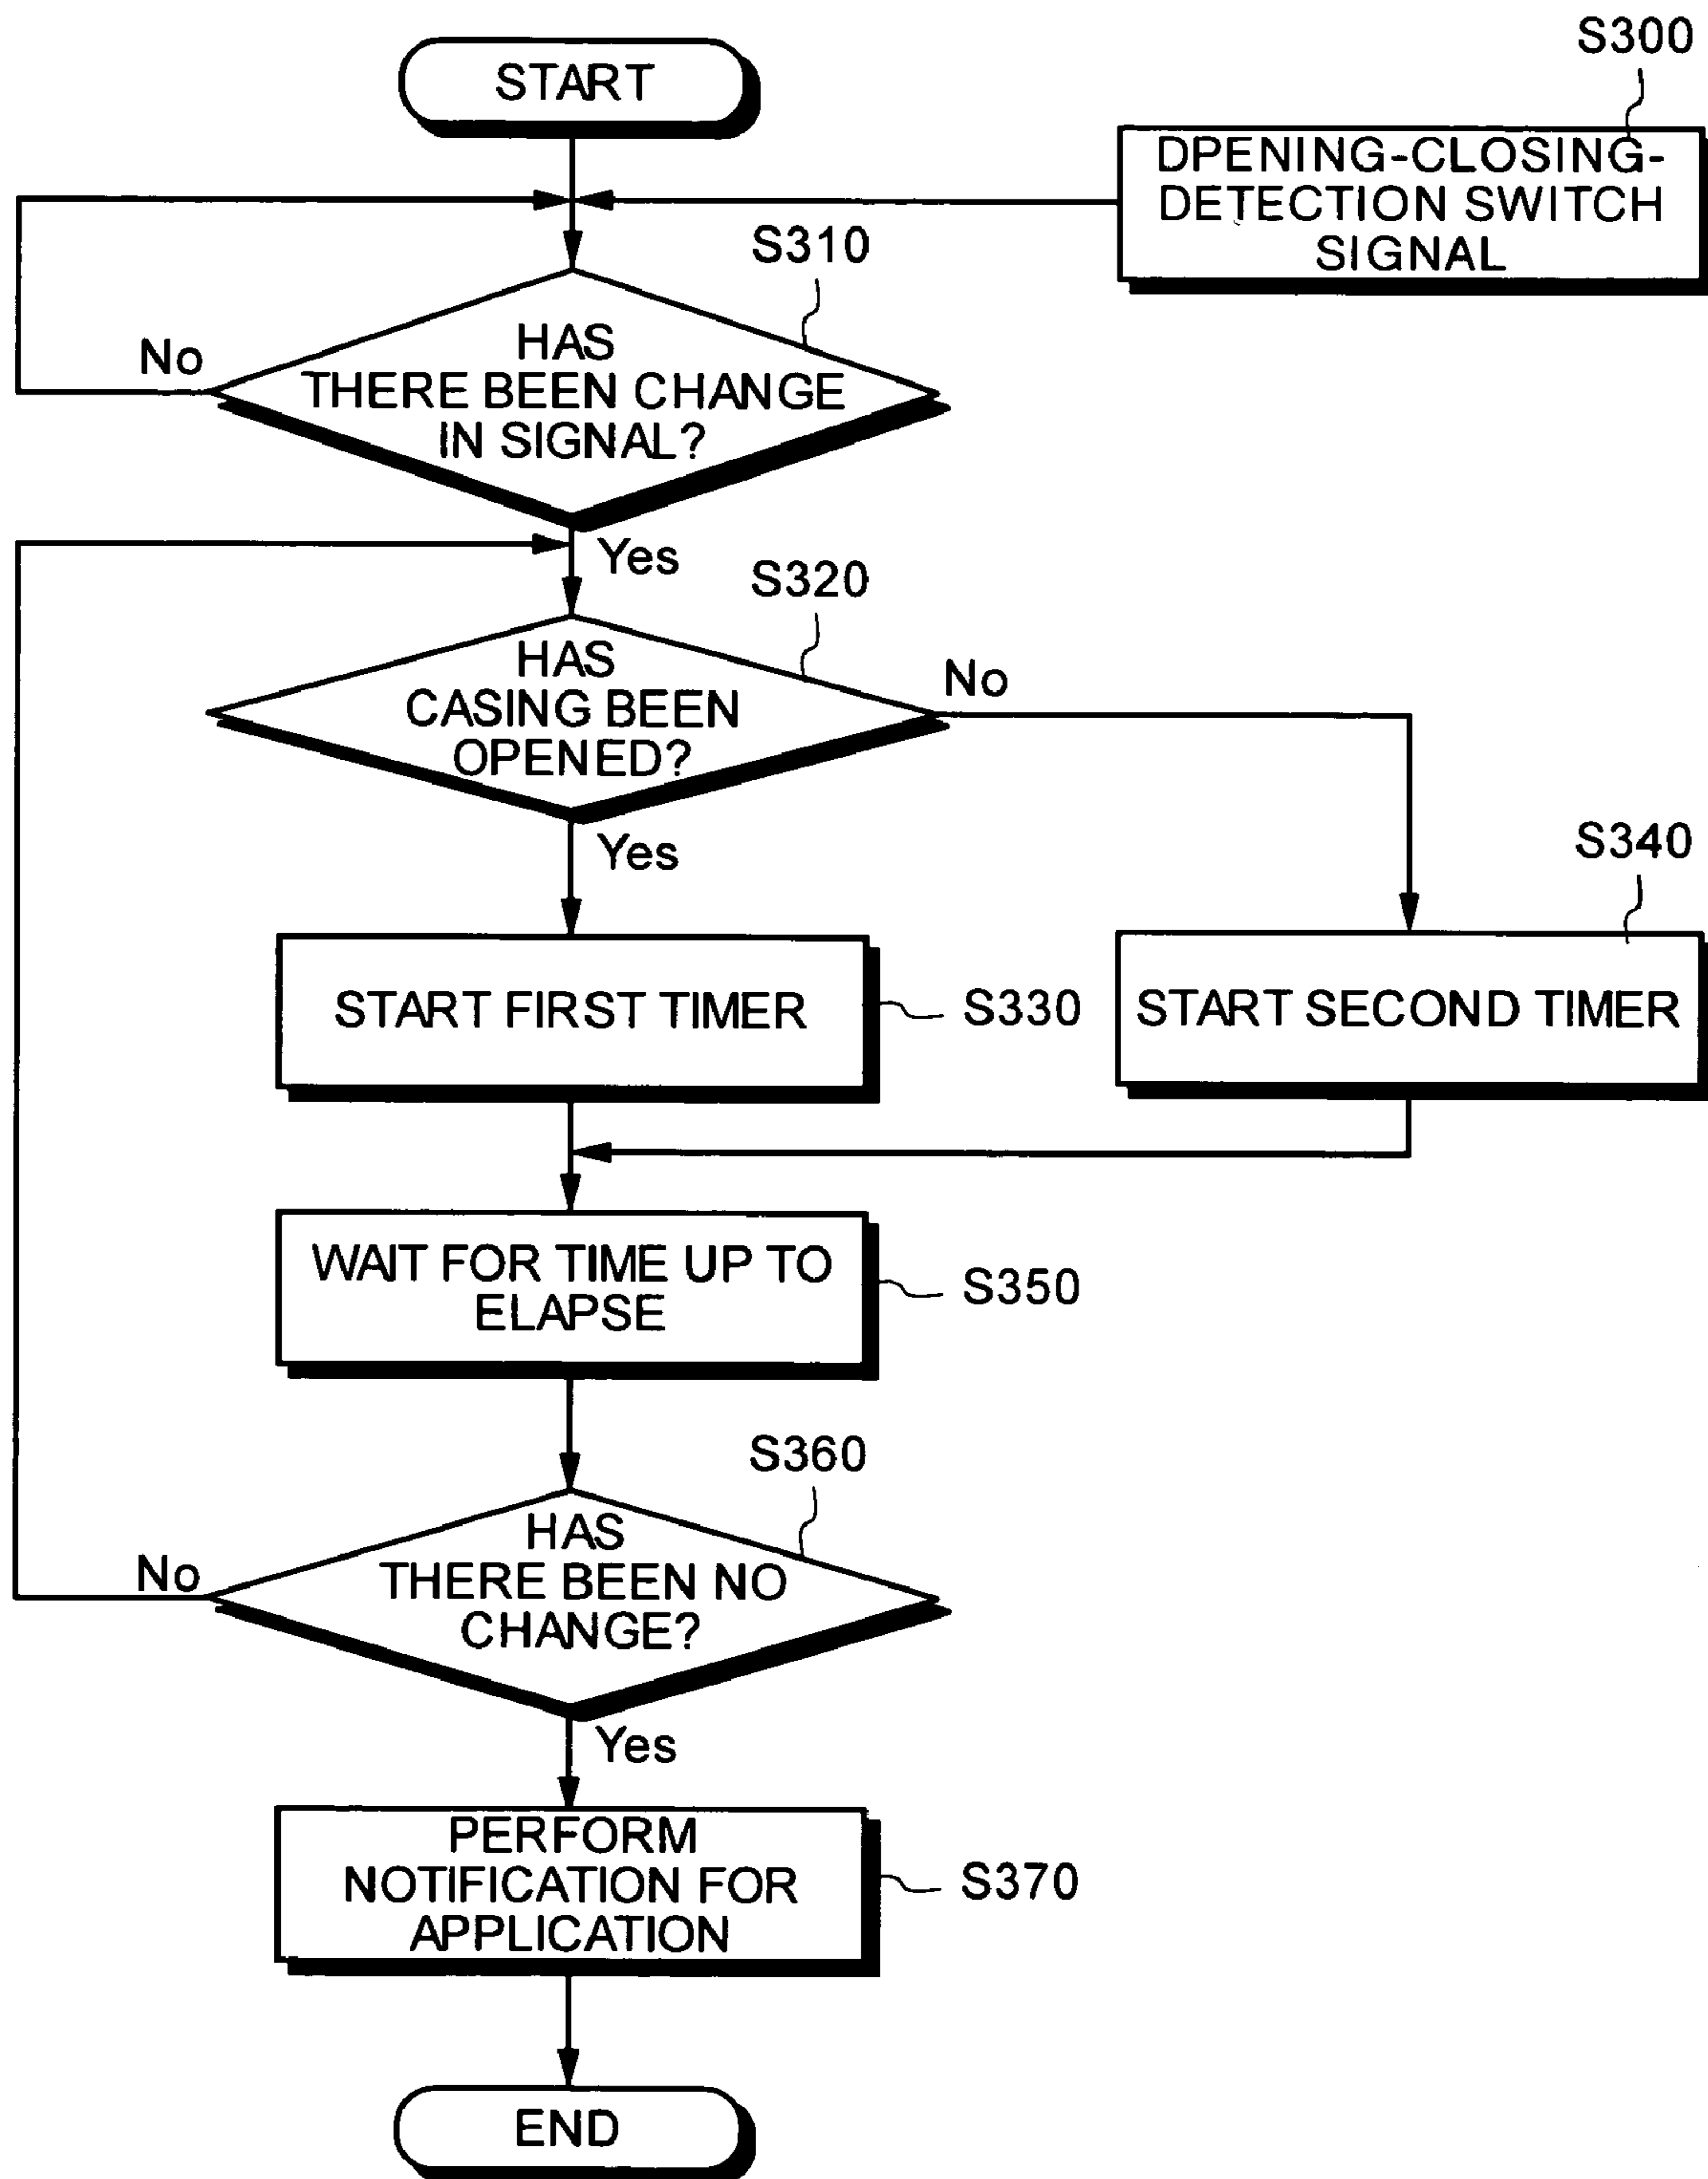 START
S300
DPENING-CLOSING-
DETECTION SWITCH
SIGNAL
S310
HAS
THERE BEEN CHANGE
IN SIGNAL?
No
Yes
S320
HAS
CASING BEEN
OPENED?
No
Yes
S340
START FIRST TIMER
S330
START SECOND TIMER
WAIT FOR TIME UP TO
ELAPSE
S350
S360
HAS
THERE BEEN NO
CHANGE?
No
Yes
PERFORM
NOTIFICATION FOR
APPLICATION
S370
END